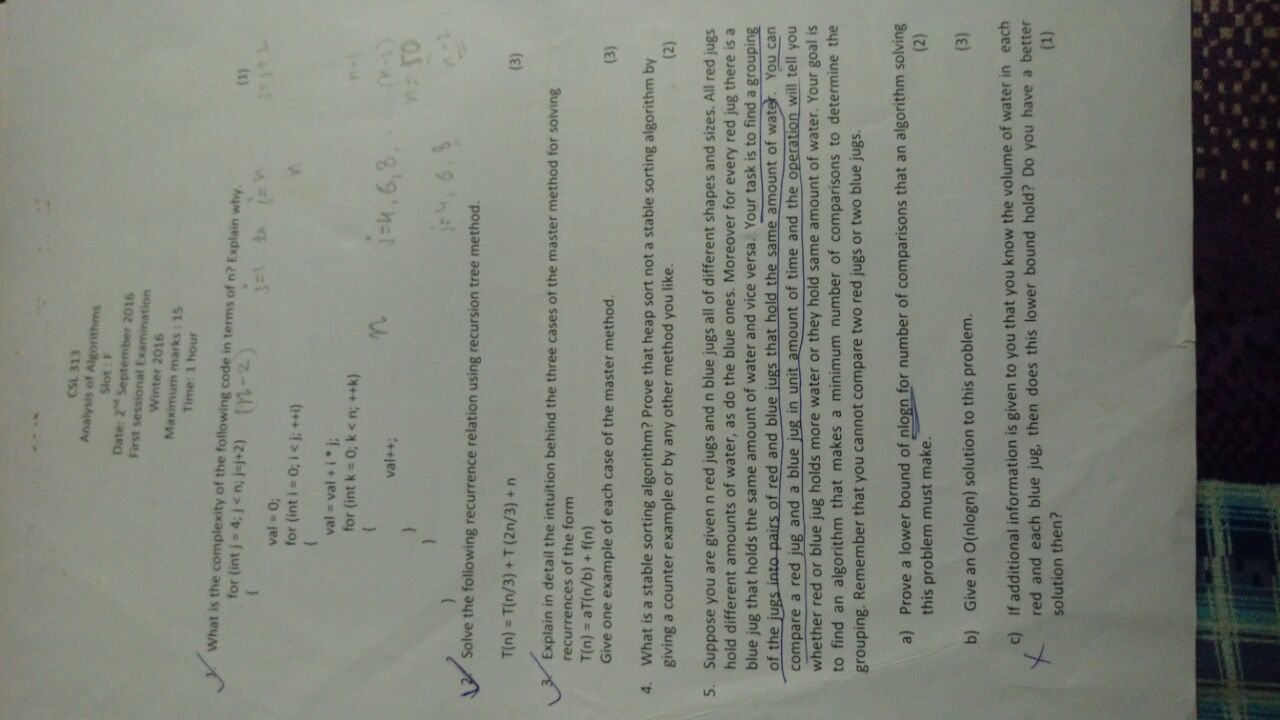 CSL 313
Analysis of Algorithms
Slot : F
Date: 2nd September 2016
First sessional Examination
Winter 2016
Maximum marks : 15
Time: 1 hour
1. What is the complexity of the following code in terms of n? Explain why. (1)
for (int j = 4; j < n; j=j+2) (n-2)
{ j=1 to j=n j=j+2
val = 0;
for (int i = 0; i < j; ++i) n
{
val = val + i * j;
for (int k = 0; k < n; ++k) n-1
{ n j=4,6,8, (n-2)
val++; n=50
}
} j=4, 6, 8 n-2
}
2. Solve the following recurrence relation using recursion tree method.
T(n) = T(n/3) + T (2n/3) + n (3)
3. Explain in detail the intuition behind the three cases of the master method for solving
recurrences of the form
T(n) = aT(n/b) + f(n)
Give one example of each case of the master method. (3)
4. What is a stable sorting algorithm? Prove that heap sort not a stable sorting algorithm by
giving a counter example or by any other method you like. (2)
5. Suppose you are given n red jugs and n blue jugs all of different shapes and sizes. All red jugs
hold different amounts of water, as do the blue ones. Moreover for every red jug there is a
blue jug that holds the same amount of water and vice versa. Your task is to find a grouping
of the jugs into pairs of red and blue jugs that hold the same amount of water. You can
compare a red jug and a blue jug in unit amount of time and the operation will tell you
whether red or blue jug holds more water or they hold same amount of water. Your goal is
to find an algorithm that makes a minimum number of comparisons to determine the
grouping. Remember that you cannot compare two red jugs or two blue jugs.
a) Prove a lower bound of nlogn for number of comparisons that an algorithm solving
this problem must make. (2)
b) Give an O(nlogn) solution to this problem. (3)
c) If additional information is given to you that you know the volume of water in each
red and each blue jug, then does this lower bound hold? Do you have a better
solution then? (1)